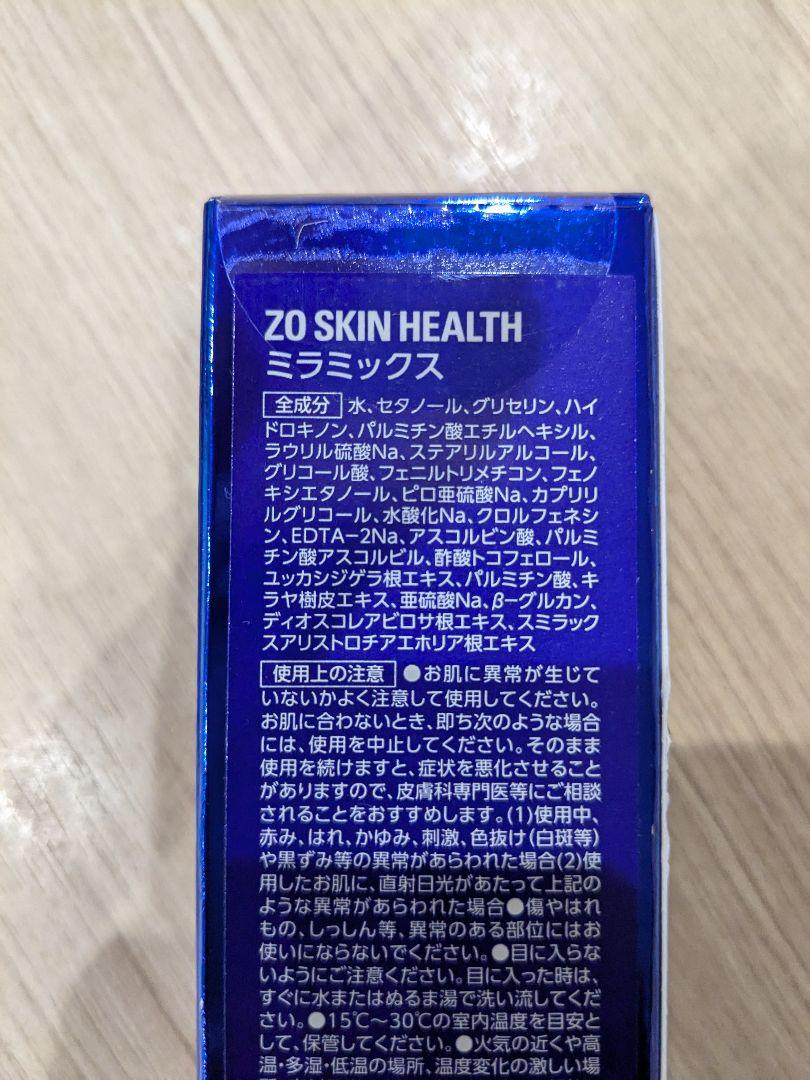 ZO SKIN HEALTH
ミラミックス
全成分 水、セタノール、グリセリン、ハイ
ドロキノン、パルミチン酸エチルヘキシル、
ラウリル硫酸Na、ステアリルアルコール、
グリコール酸、フェニルトリメチコン、フェノ
キシエタノール、ピロ亜硫酸Na、カプリリ
ルグリコール、水酸化Na、クロルフェネシ
ン、EDTA-2Na、アスコルビン酸、パルミ
チン酸アスコルビル、酢酸トコフェロール、
ユッカシジゲラ根エキス、パルミチン酸、キ
ラヤ樹皮エキス、亜硫酸Na、β-グルカン、
ディオスコレアビロサ根エキス、スミラック
スアリストロチアエホリア根エキス
使用上の注意 ●お肌に異常が生じて
いないかよく注意して使用してください。
お肌に合わないとき、即ち次のような場合
には、使用を中止してください。そのまま
使用を続けますと、症状を悪化させること
がありますので、皮膚科専門医等にご相談
されることをおすすめします。(1)使用中、
赤み、はれ、かゆみ、刺激、色抜け(白斑等)
や黒ずみ等の異常があらわれた場合(2)使
用したお肌に、直射日光があたって上記の
ような異常があらわれた場合●傷やはれ
もの、しっしん等、異常のある部位にはお
使いにならないでください。●目に入らな
いようにご注意ください。目に入った時は、
すぐに水またはぬるま湯で洗い流してくだ
さい。●15℃〜30℃の室内温度を目安と
して、保管してください。●火気の近くや高
温・多湿・低温の場所、温度変化の激しい場